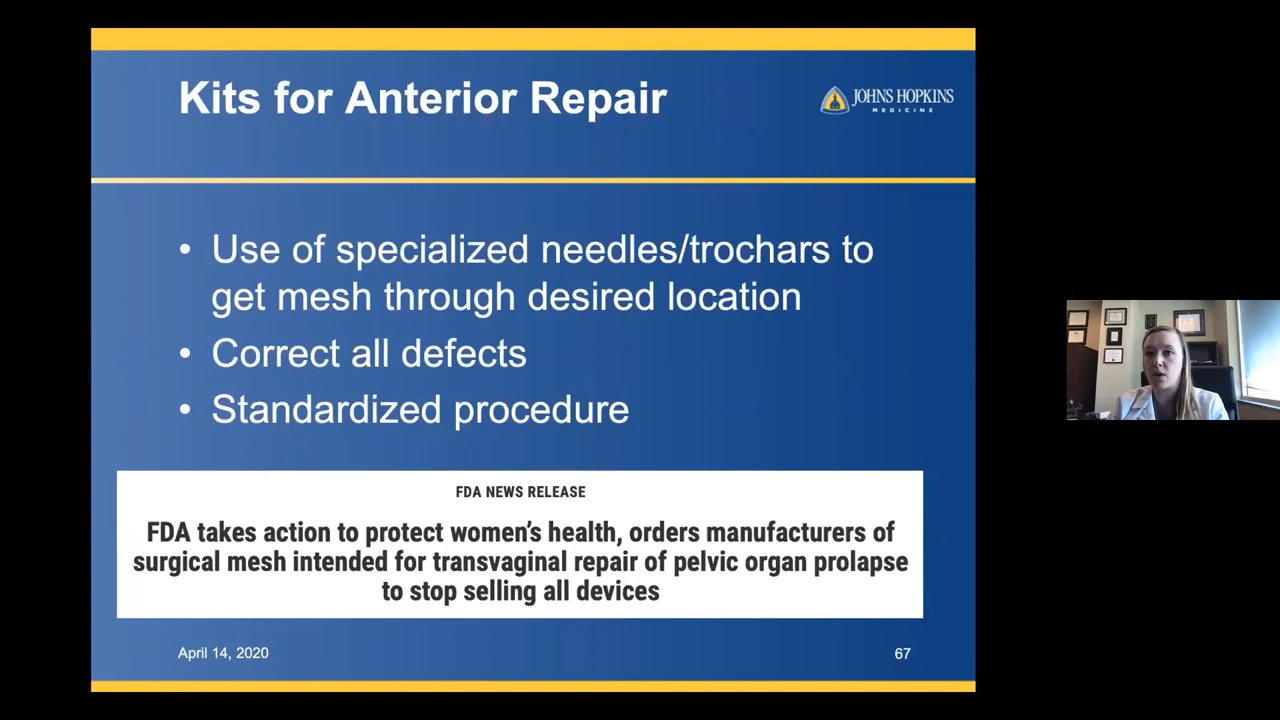 Kits for Anterior Repair
JOHNS HOPKINS
MEDICINE
• Use of specialized needles/trochars to
get mesh through desired location
• Correct all defects
• Standardized procedure
FDA NEWS RELEASE
FDA takes action to protect women's health, orders manufacturers of
surgical mesh intended for transvaginal repair of pelvic organ prolapse
to stop selling all devices
April 14, 2020
67